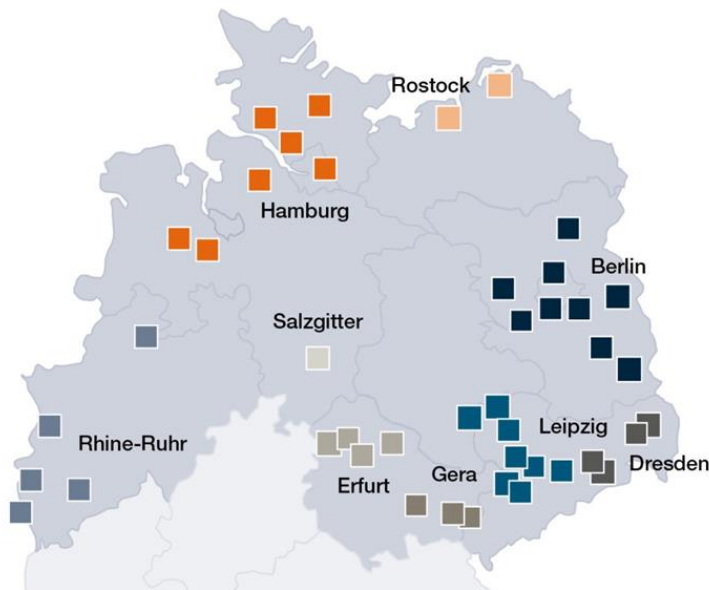 Rostock
Hamburg
Berlin
Salzgitter
Rhine-Ruhr
Leipzig
Erfurt
Gera
Dresden